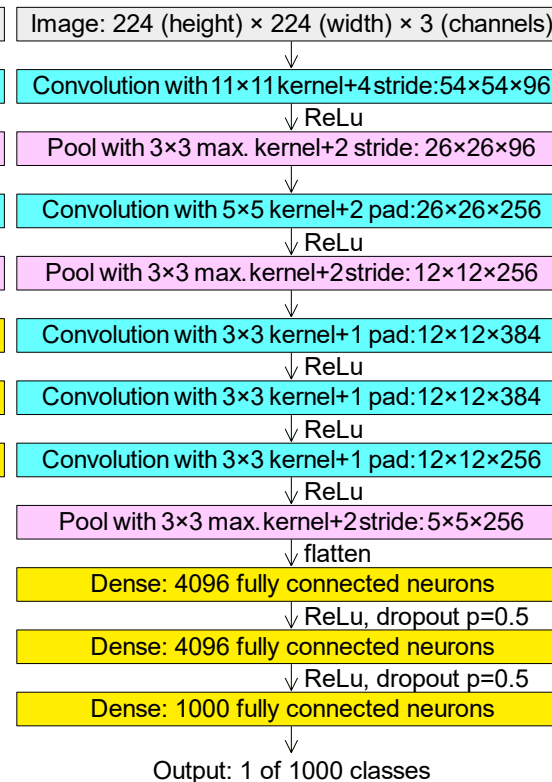 Image: 224 (height) × 224 (width) × 3 (channels)
Convolution with 11×11 kernel+4 stride:54×54×96
ReLu
Pool with 3×3 max. kernel+2 stride: 26×26×96
Convolution with 5×5 kernel+2 pad:26×26×256
ReLu
Pool with 3×3 max.kernel+2stride:12×12×256
Convolution with 3×3 kernel+1 pad:12×12×384
ReLu
Convolution with 3×3 kernel+1 pad:12×12×384
ReLu
Convolution with 3×3 kernel+1 pad:12×12×256
ReLu
Pool with 3×3 max.kernel+2stride:5×5×256
flatten
Dense: 4096 fully connected neurons
ReLu, dropout p=0.5
Dense: 4096 fully connected neurons
ReLu, dropout p=0.5
Dense: 1000 fully connected neurons
Output: 1 of 1000 classes